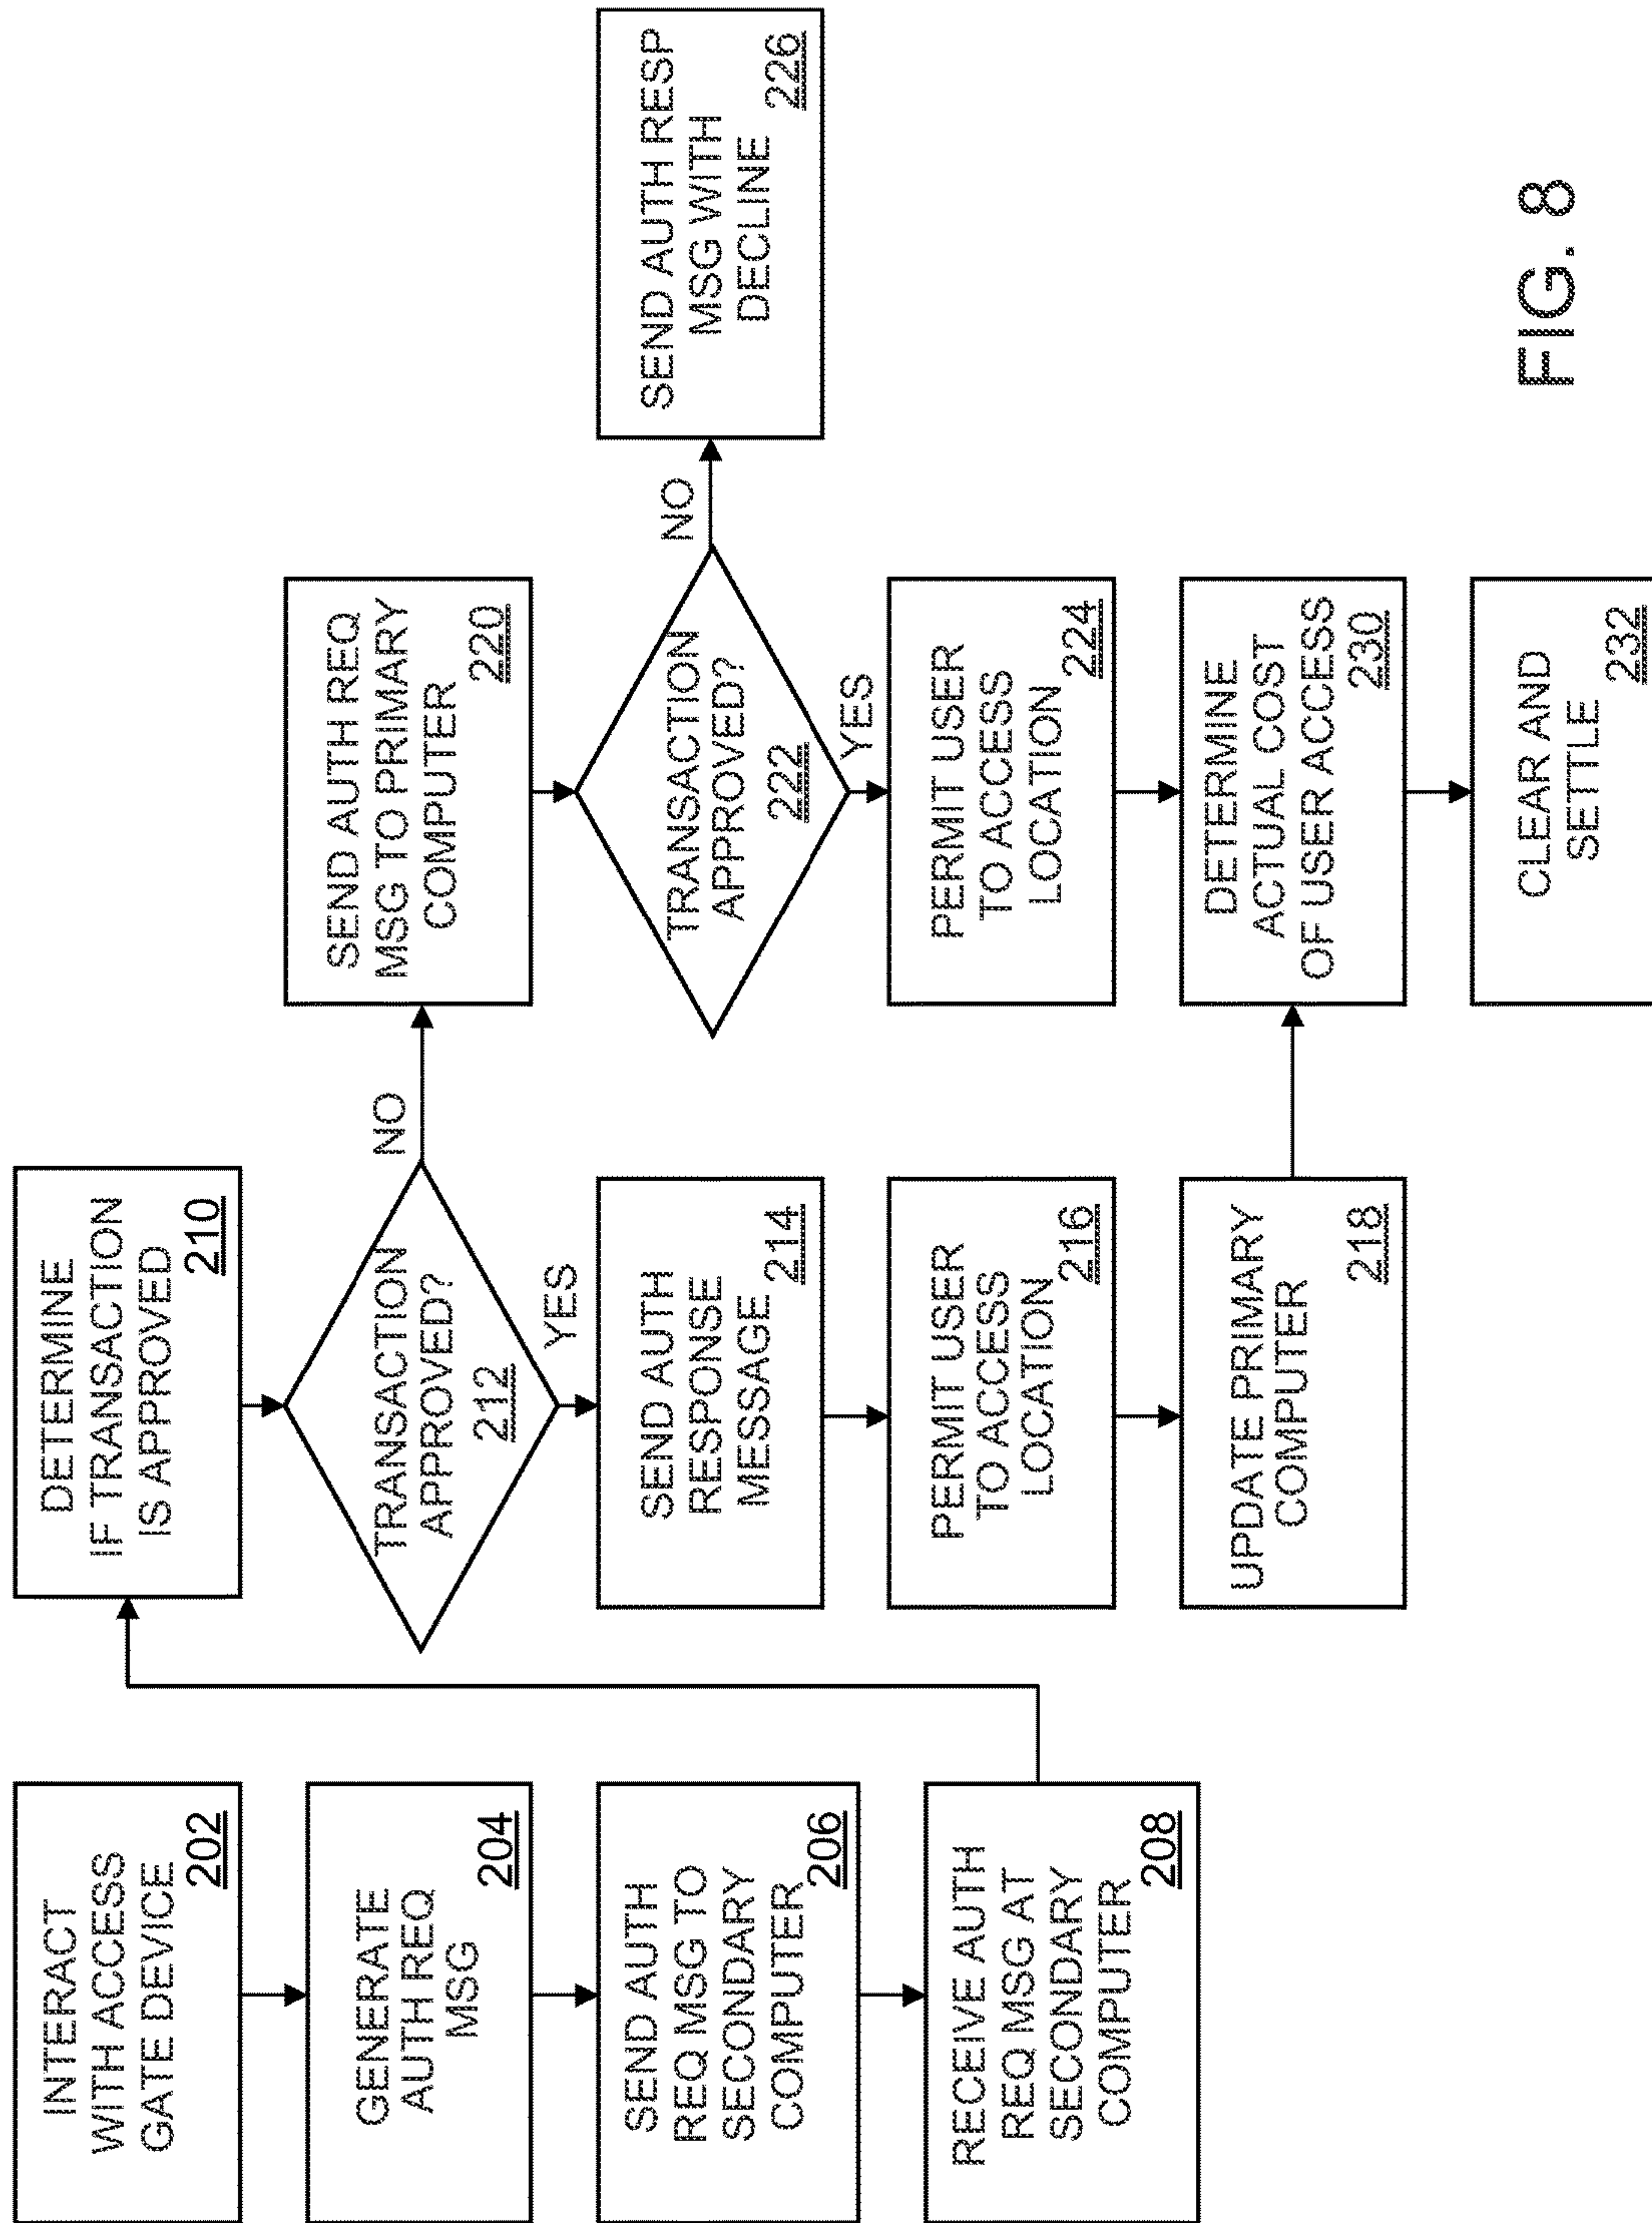 INTERACT
WITH ACCESS
GATE DEVICE
202
GENERATE
AUTH REQ
MSG
204
SEND AUTH
REQ MSG TO
SECONDARY
COMPUTER
206
RECEIVE AUTH
REQ MSG AT
SECONDARY
COMPUTER
208
DETERMINE
IF TRANSACTION
IS APPROVED
210
TRANSACTION
APPROVED?
212
NO
YES
SEND AUTH
RESPONSE
MESSAGE
214
PERMIT USER
TO ACCESS
LOCATION
216
UPDATE PRIMARY
COMPUTER
218
SEND AUTH REQ
MSG TO PRIMARY
COMPUTER
220
TRANSACTION
APPROVED?
222
NO
YES
PERMIT USER
TO ACCESS
LOCATION
224
SEND AUTH RESP
MSG WITH
DECLINE
226
DETERMINE
ACTUAL COST
OF USER ACCESS
230
CLEAR AND
SETTLE
232
FIG. 8